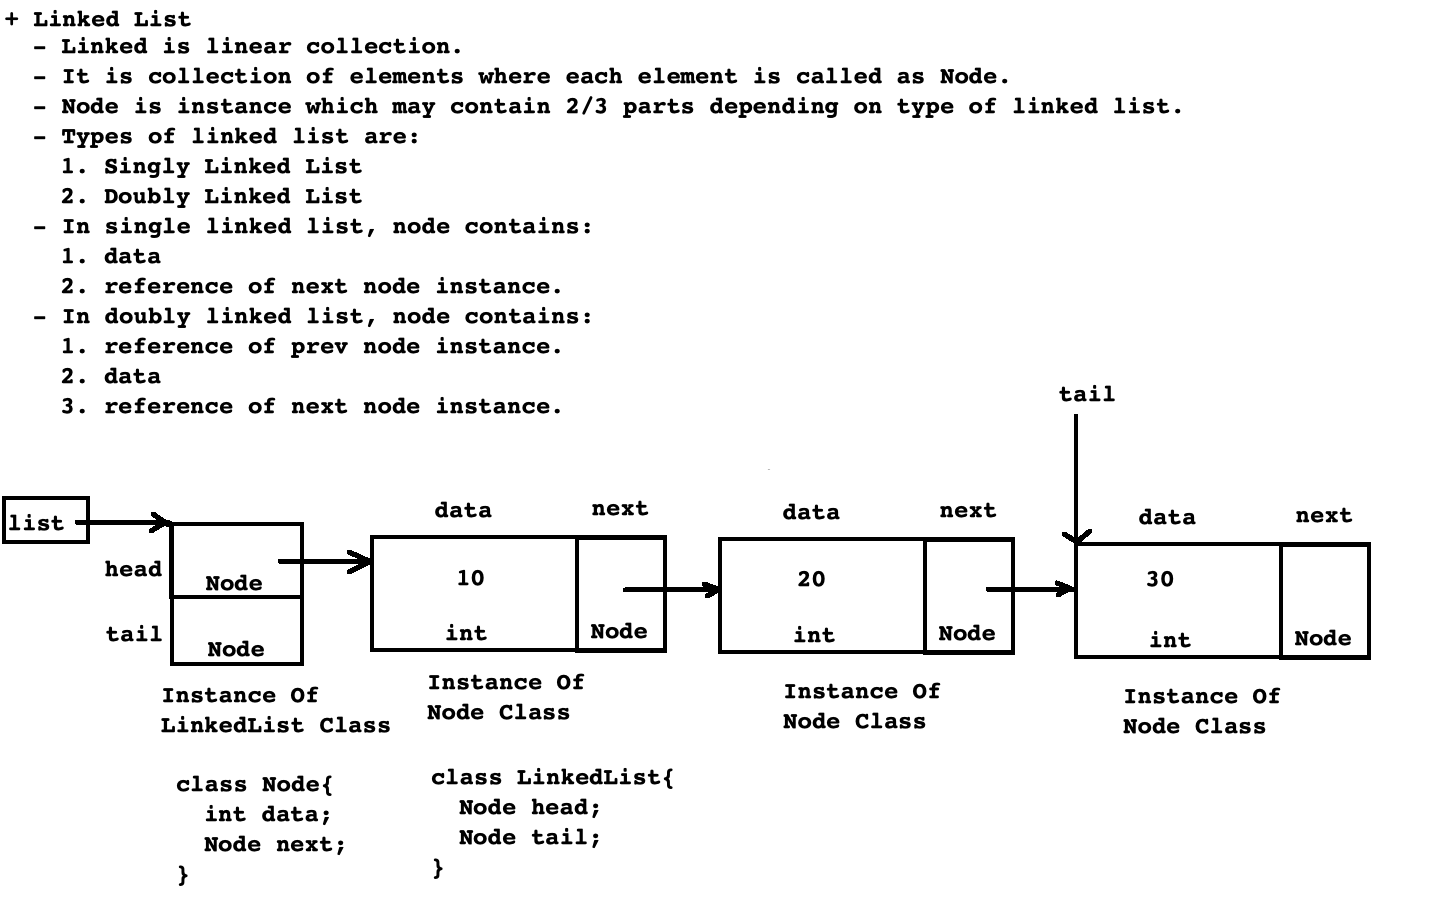 + Linked List
- Linked is linear collection.
- It is collection of elements where each element is called as Node.
- Node is instance which may contain 2/3 parts depending on type of linked list.
- Types of linked list are:
1. Singly Linked List
2. Doubly Linked List
- In single linked list, node contains:
1. data
2. reference of next node instance.
- In doubly linked list, node contains:
1. reference of prev node instance.
2. data
3. reference of next node instance.
tail
list
head
Node
tail
Node
Instance Of
LinkedList Class
data next
10
int Node
Instance Of
Node Class
data next
20
int Node
Instance Of
Node Class
data next
30
int Node
Instance Of
Node Class
class Node{
int data;
Node next;
}
class LinkedList{
Node head;
Node tail;
}